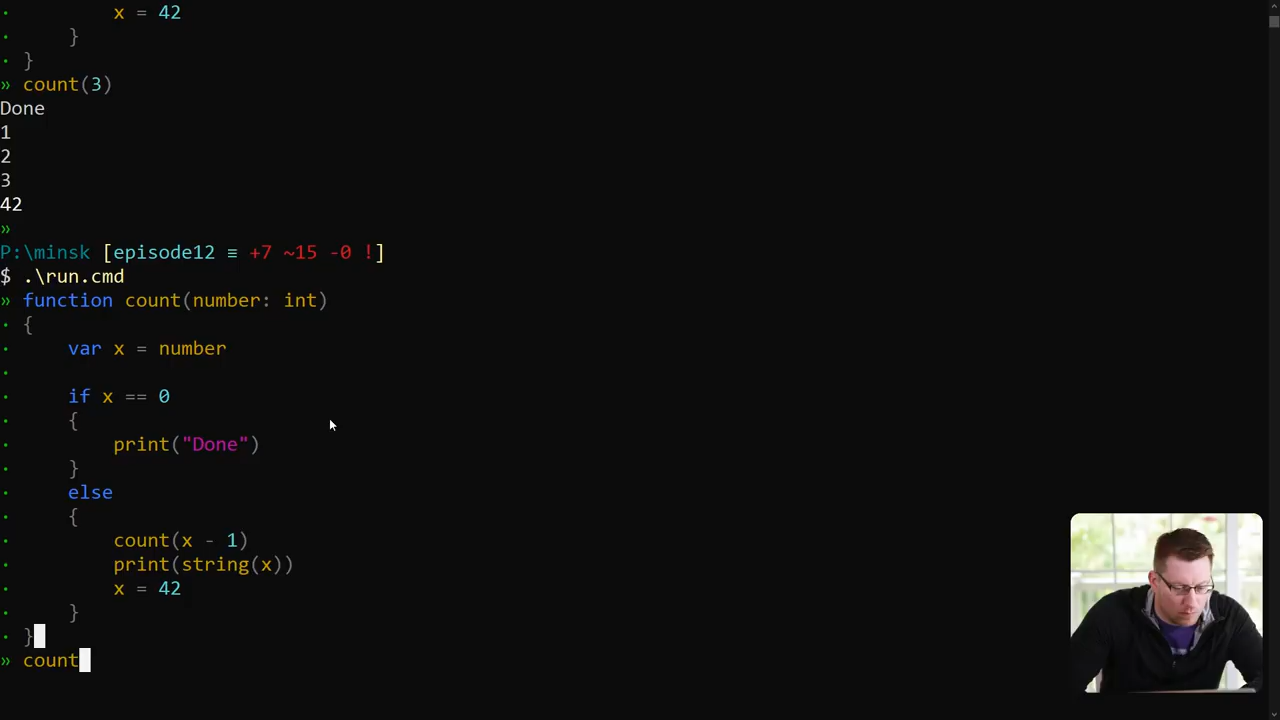 ·         x = 42
·     }
· }
» count(3)
Done
1
2
3
42
»
P:\minsk [episode12 ≡ +7 ~15 -0 !]
$ .\run.cmd
» function count(number: int)
· {
·     var x = number
·
·     if x == 0
·     {
·         print("Done")
·     }
·     else
·     {
·         count(x - 1)
·         print(string(x))
·         x = 42
·     }
· }
» count